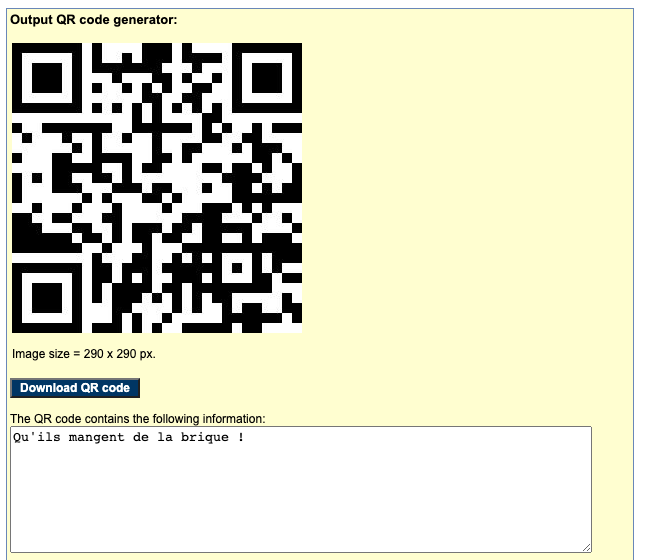 Output QR code generator:
Image size = 290 x 290 px.
Download QR code
The QR code contains the following information:
Qu'ils mangent de la brique !